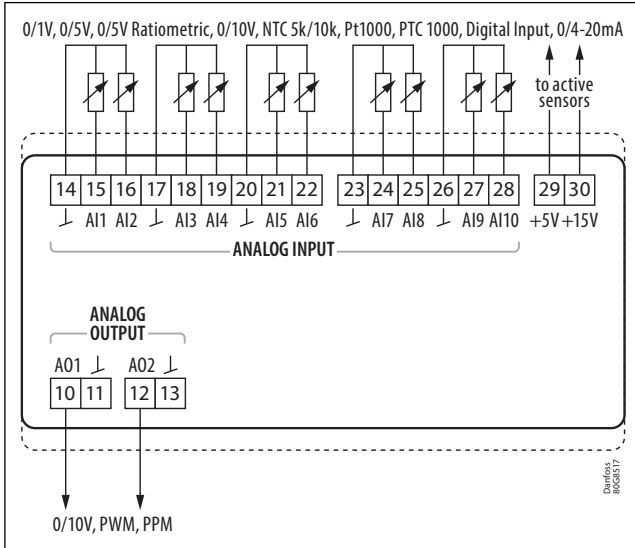 0/1V, 0/5V, 0/5V Ratiometric, 0/10V, NTC 5k/10k, Pt1000, PTC 1000, Digital Input, 0/4-20mA
to active
sensors
14 15 16 17 18 19 20 21 22 23 24 25 26 27 28 29 30
AI1 AI2 AI3 AI4 AI5 AI6 AI7 AI8 AI9 AI10 +5V +15V
ANALOG INPUT
ANALOG
OUTPUT
AO1 AO2
10 11 12 13
Danfoss
80G8517
0/10V, PWM, PPM